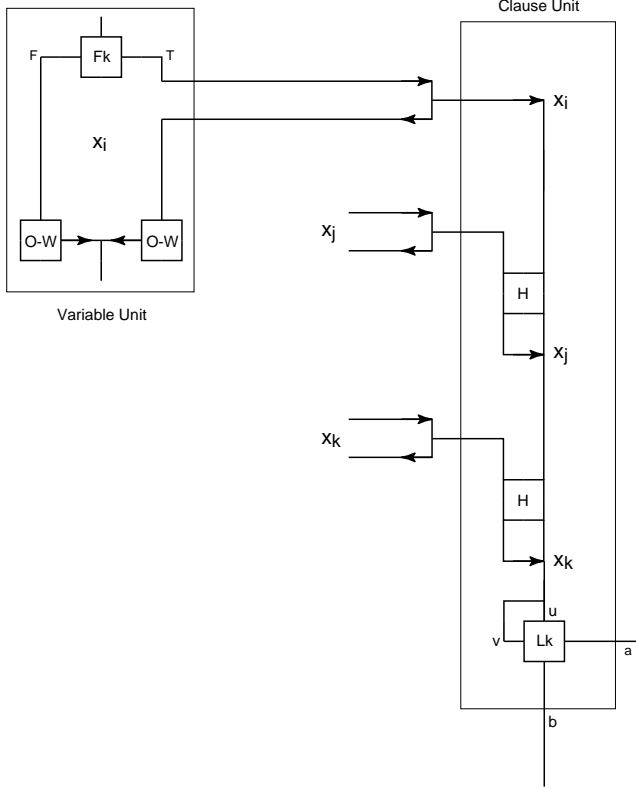 Clause Unit
F
Fk
T
xi
xi
O-W
O-W
Variable Unit
xj
H
xj
xk
H
xk
u
v
Lk
a
b